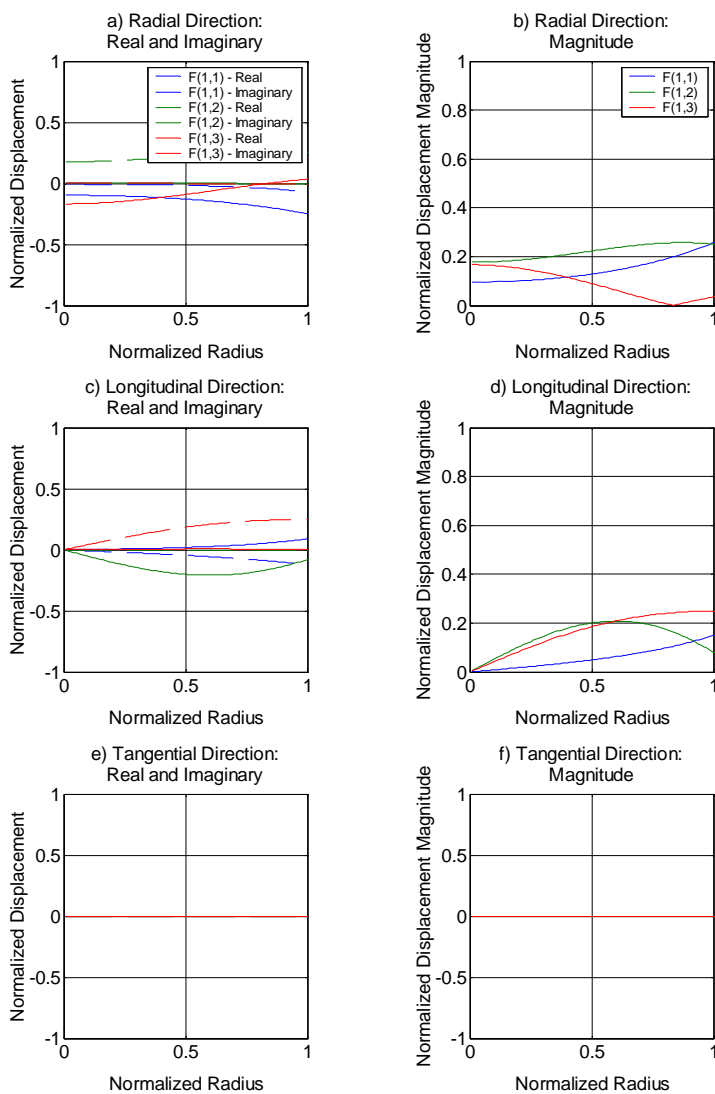 a) Radial Direction:
Real and Imaginary
1
0.5
0
-0.5
-1
0
0.5
1
Normalized Displacement
Normalized Radius
F(1,1) - Real
F(1,1) - Imaginary
F(1,2) - Real
F(1,2) - Imaginary
F(1,3) - Real
F(1,3) - Imaginary
b) Radial Direction:
Magnitude
1
0.8
0.6
0.4
0.2
0
0
0.5
1
Normalized Displacement Magnitude
Normalized Radius
F(1,1)
F(1,2)
F(1,3)
c) Longitudinal Direction:
Real and Imaginary
1
0.5
0
-0.5
-1
0
0.5
1
Normalized Displacement
Normalized Radius
d) Longitudinal Direction:
Magnitude
1
0.8
0.6
0.4
0.2
0
0
0.5
1
Normalized Displacement Magnitude
Normalized Radius
e) Tangential Direction:
Real and Imaginary
1
0.5
0
-0.5
-1
0
0.5
1
Normalized Displacement
Normalized Radius
f) Tangential Direction:
Magnitude
1
0.5
0
-0.5
-1
0
0.5
1
Normalized Displacement Magnitude
Normalized Radius